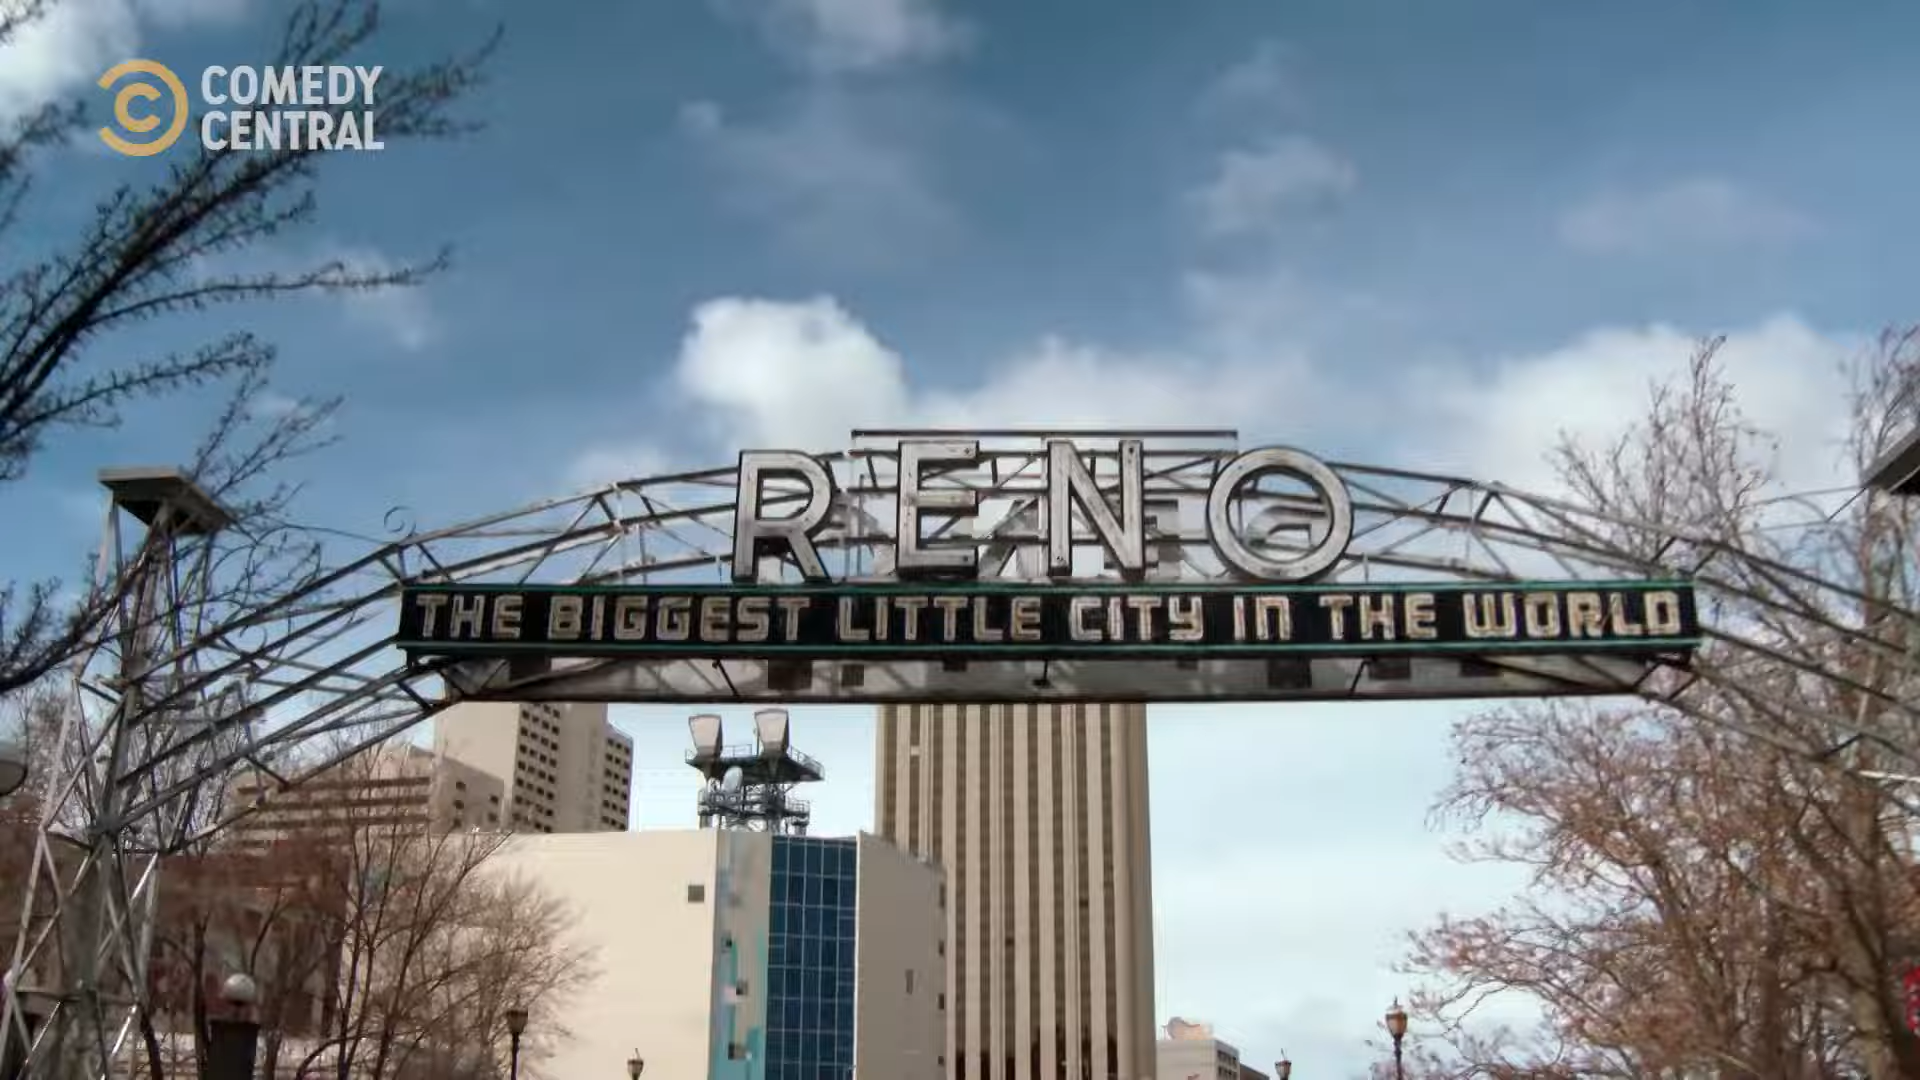 COMEDY
CENTRAL
RENO
THE BIGGEST LITTLE CITY IN THE WORLD